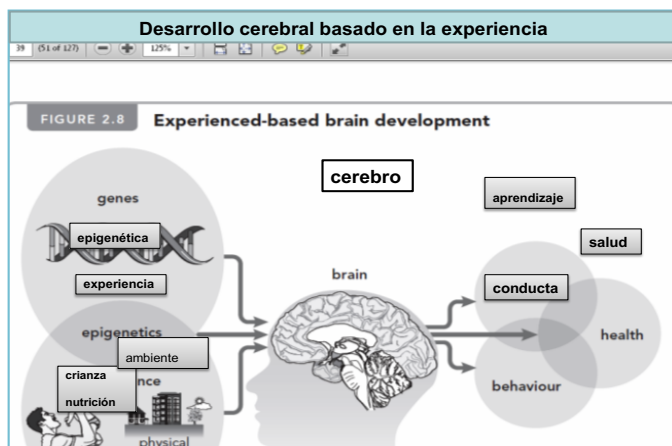 Desarrollo cerebral basado en la experiencia
39 (51 of 127) 125%
FIGURE 2.8 Experienced-based brain development
cerebro
aprendizaje
genes
epigenética
salud
experiencia
brain
conducta
epigenetics
health
ambiente
crianza
nce
behaviour
nutrición
physical